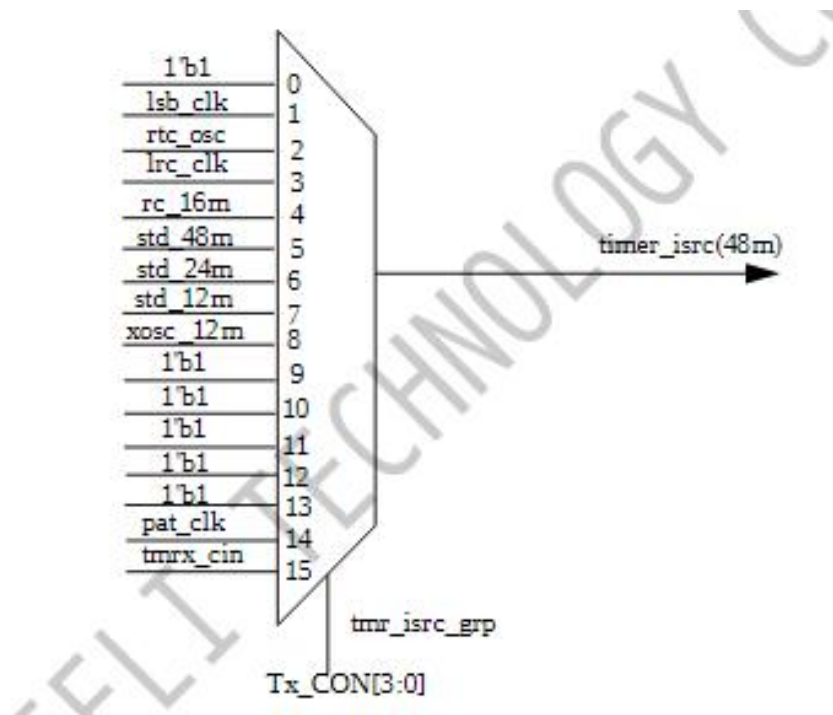 1'b1
0
lsb_clk
1
rtc_osc
2
lrc_clk
3
rc_16m
4
std_48m
5
std_24m
6
std_12m
7
xosc_12m
8
1'b1
9
1'b1
10
1'b1
11
1'b1
12
1'b1
13
pat_clk
14
tmrx_cin
15
timer_isrc(48m)
tmr_isrc_grp
Tx_CON[3:0]
TECHNOLOGY